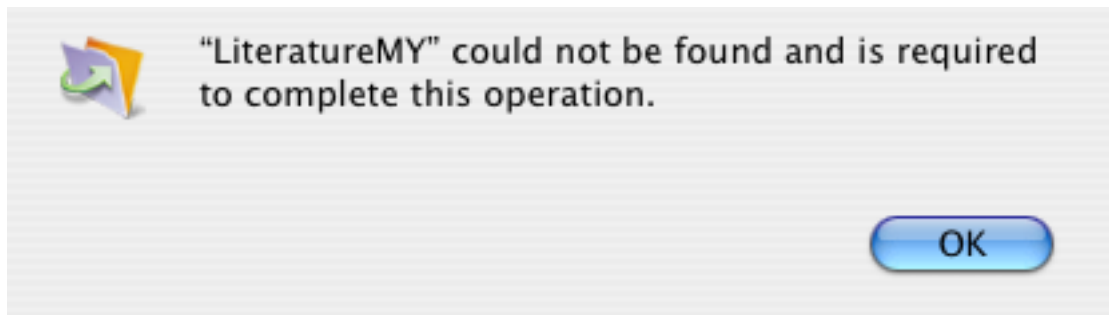 “LiteratureMY” could not be found and is required
to complete this operation.
OK